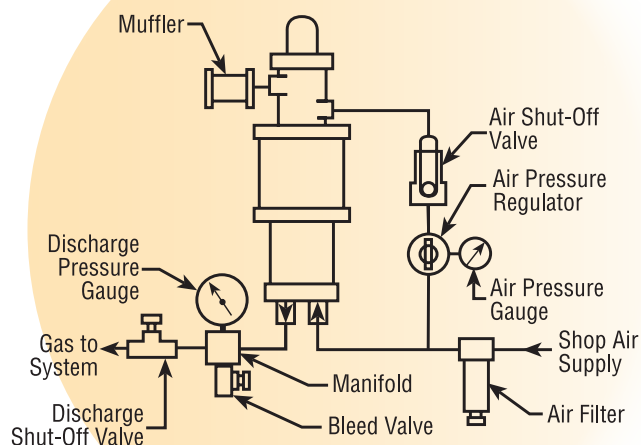 Muffler
Air Shut-Off
Valve
Air Pressure
Regulator
Discharge
Pressure
Gauge
Air Pressure
Gauge
Gas to
System
Shop Air
Supply
Manifold
Discharge
Shut-Off Valve
Bleed Valve
Air Filter